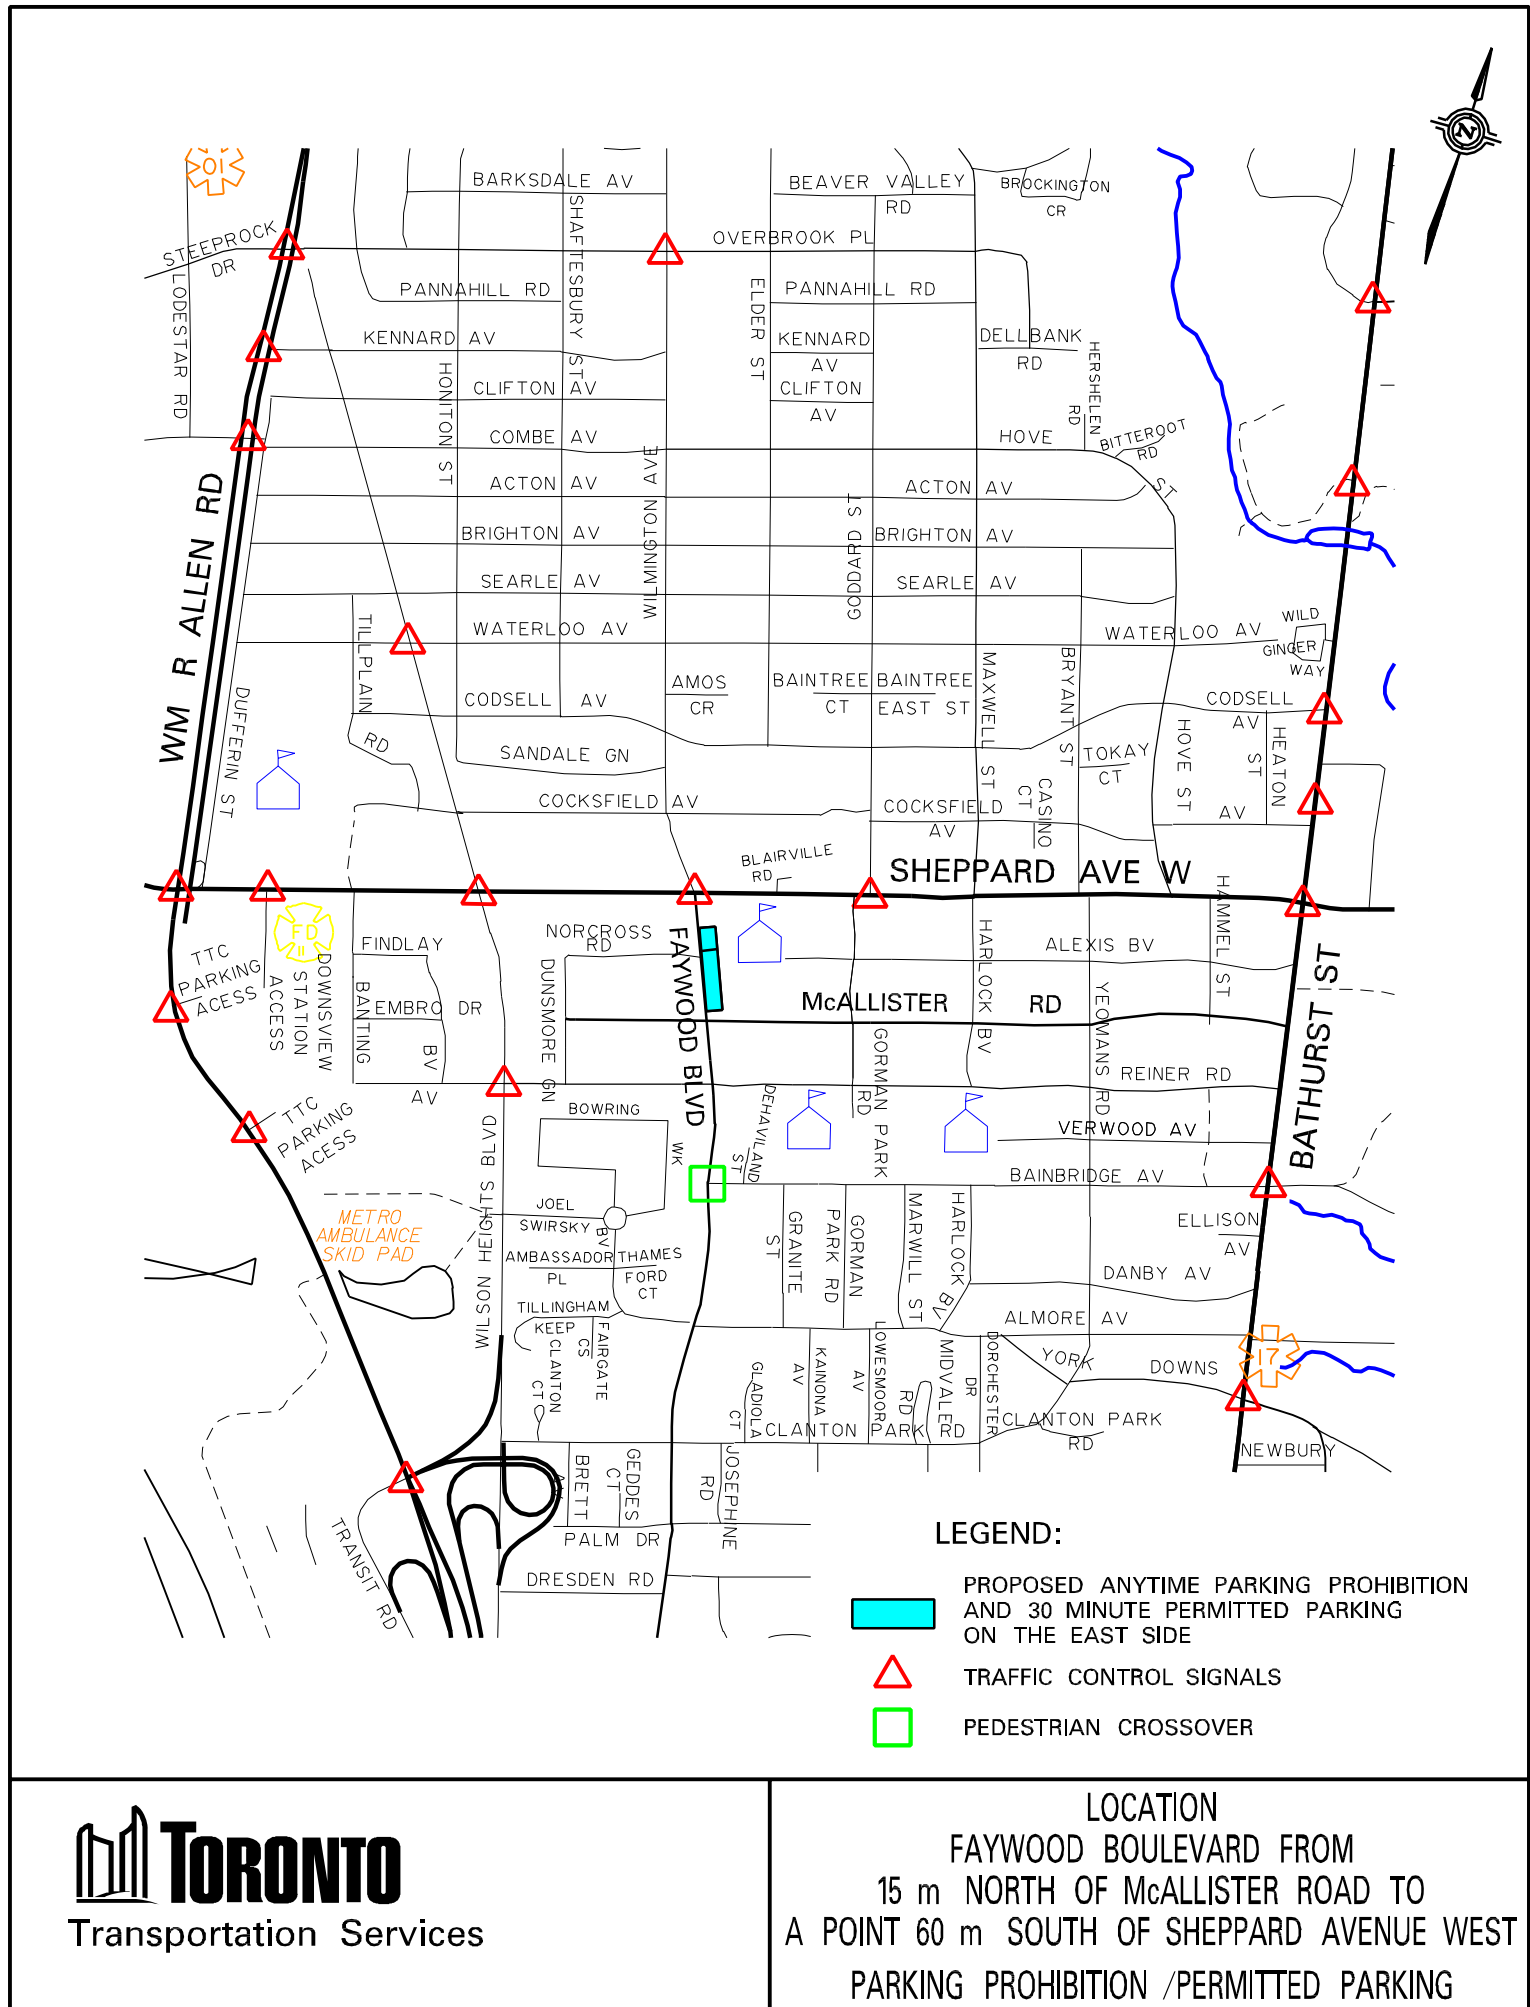 01
BARKSDALE AV
BEAVER VALLEY
RD
BROCKINGTON
CR
N
STEEPROCK
DR
SHAFTESBURY ST
OVERBROOK PL
LODESTAR RD
PANNAHILL RD
ELDER ST
PANNAHILL RD
KENNARD AV
KENNARD
AV
DELLBANK
RD
HERSHELEN
RD
HONITON ST
CLIFTON AV
CLIFTON
AV
COMBE AV
HOVE
ST
BITTEROOT
RD
WILMINGTON AVE
ACTON AV
ACTON AV
GODDARD ST
WM R ALLEN RD
BRIGHTON AV
BRIGHTON AV
SEARLE AV
SEARLE AV
TILLPLAIN
RD
WATERLOO AV
WATERLOO AV
WILD
GINGER
WAY
DUFFERIN ST
CODSELL AV
AMOS
CR
BAINTREE
CT
BAINTREE
EAST ST
MAXWELL ST
BRYANT ST
CODSELL
AV
HOVE ST
HEATON
ST
SANDALE GN
TOKAY
CT
CASINO
CT
COCKSFIELD AV
COCKSFIELD
AV
AV
BLAIRVILLE
RD
SHEPPARD AVE W
FD
II
FINDLAY
NORCROSS
RD
FAYWOOD BLVD
HARLOCK BV
ALEXIS BV
HAMMEL ST
TTC
PARKING
ACESS
ACCESS
DOWNSVIEW
STATION
BANTING
AV
EMBRO DR
BV
DUNSMORE GN
McALLISTER RD
YEOMANS RD
BATHURST ST
GORMAN PARK
RD
REINER RD
TTC
PARKING
ACESS
BOWRING
WK
DEHAVILAND
ST
VERWOOD AV
WILSON HEIGHTS BLVD
BAINBRIDGE AV
METRO
AMBULANCE
SKID PAD
JOEL
SWIRSKY
BV
GRANITE
ST
GORMAN
PARK RD
MARWILL ST
HARLOCK
BV
ELLISON
AV
AMBASSADOR
PL
THAMES
FORD
CT
DANBY AV
TILLINGHAM
KEEP
FAIRGATE
CS
CLANTON
CT
ALMORE AV
GLADIOLA
CT
KAINONA
AV
LOWESMOOR
AV
MIDVALE
RD
DORCHESTER
DR
YORK DOWNS
17
CLANTON PARK RD
CLANTON PARK
RD
NEWBURY
BRETT
AV
GEDDES
CT
JOSEPHINE
RD
PALM DR
TRANSIT RD
DRESDEN RD
LEGEND:
PROPOSED ANYTIME PARKING PROHIBITION
AND 30 MINUTE PERMITTED PARKING
ON THE EAST SIDE
TRAFFIC CONTROL SIGNALS
PEDESTRIAN CROSSOVER
TORONTO
Transportation Services
LOCATION
FAYWOOD BOULEVARD FROM
15 m NORTH OF McALLISTER ROAD TO
A POINT 60 m SOUTH OF SHEPPARD AVENUE WEST
PARKING PROHIBITION /PERMITTED PARKING